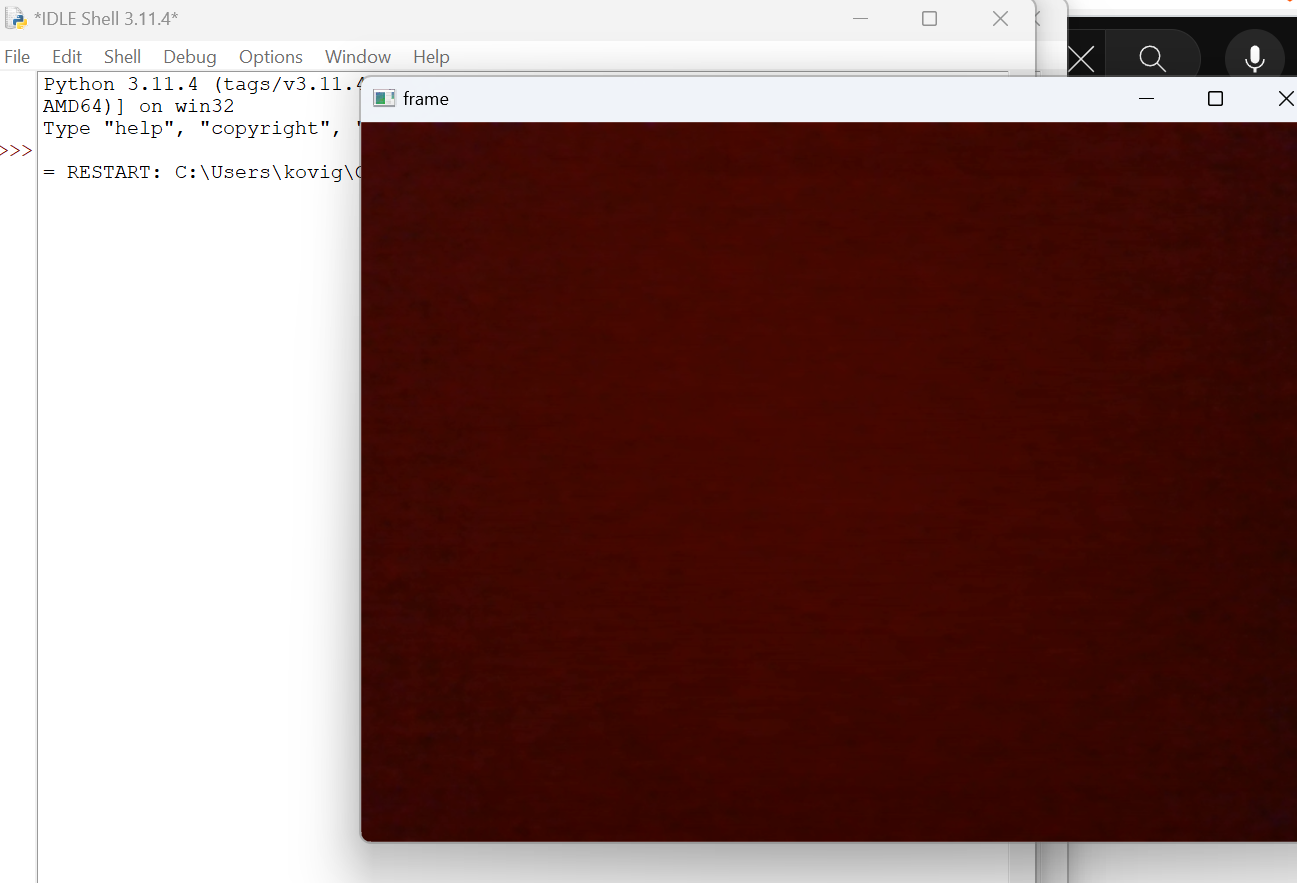 *IDLE Shell 3.11.4*
File Edit Shell Debug Options Window Help
Python 3.11.4 (tags/v3.11.4
AMD64)] on win32
Type "help", "copyright", "
>>>
= RESTART: C:\Users\kovig\
frame